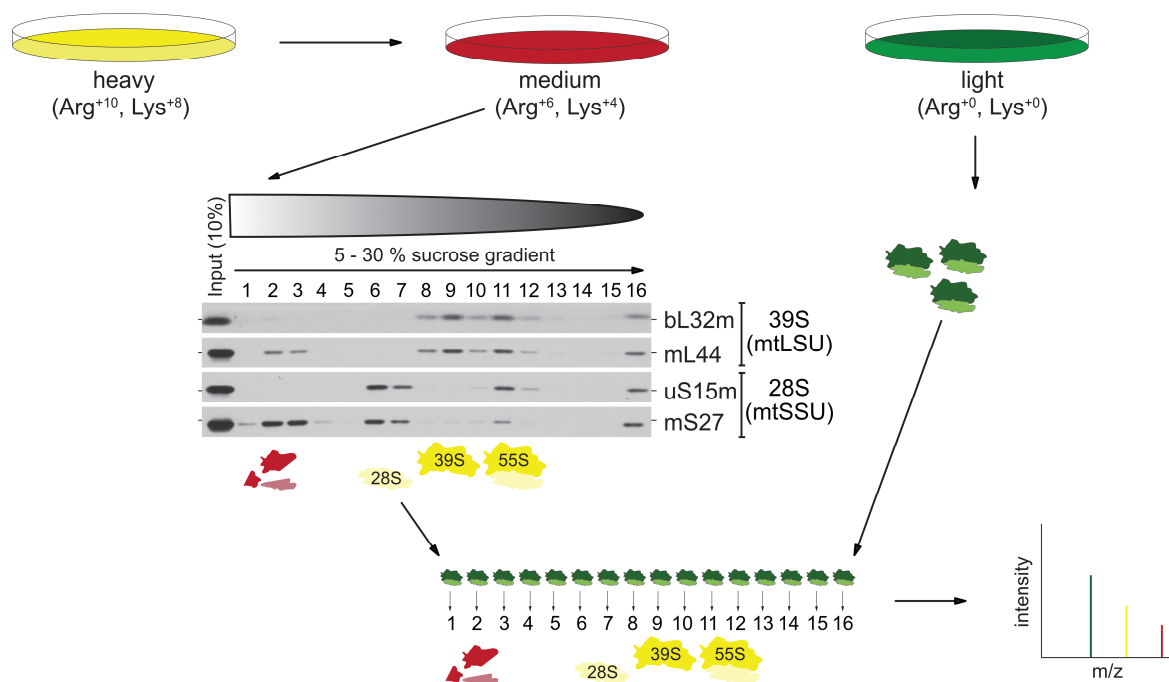 heavy
(Arg+10, Lys+8)
medium
(Arg+6, Lys+4)
light
(Arg+0, Lys+0)
Input (10%)
5 - 30 % sucrose gradient
1 2 3 4 5 6 7 8 9 10 11 12 13 14 15 16
bL32m
mL44
39S
(mtLSU)
uS15m
mS27
28S
(mtSSU)
28S
39S
55S
1 2 3 4 5 6 7 8 9 10 11 12 13 14 15 16
28S
39S
55S
intensity
m/z